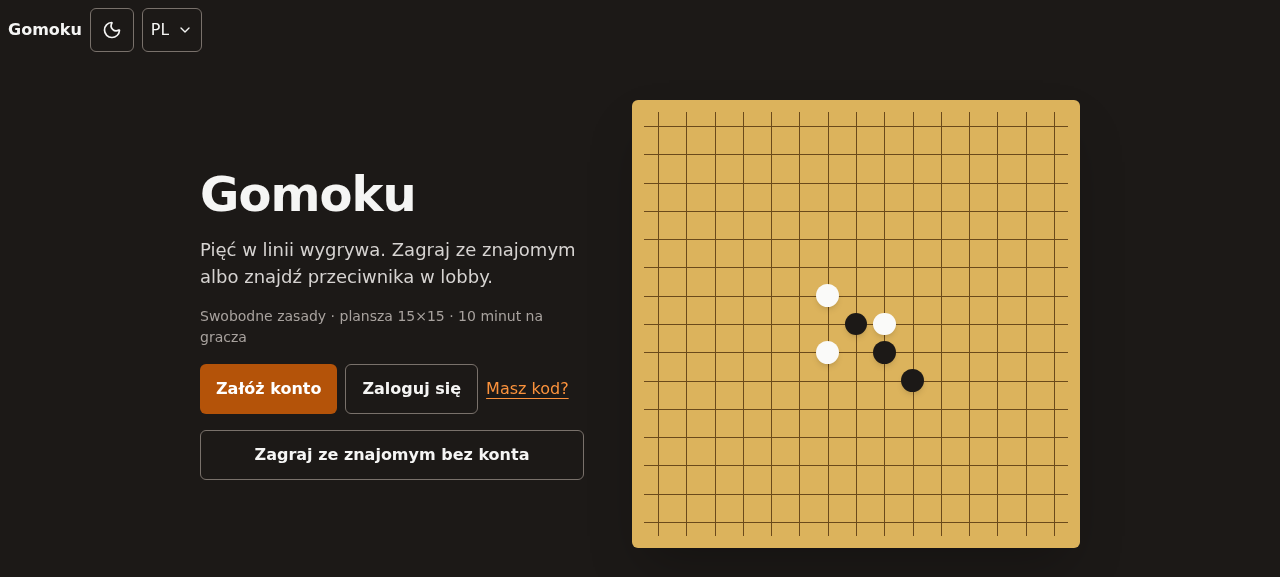 Gomoku
PL
Gomoku
Pięć w linii wygrywa. Zagraj ze znajomym
albo znajdź przeciwnika w lobby.
Swobodne zasady · plansza 15×15 · 10 minut na
gracza
Załóż konto
Zaloguj się
Masz kod?
Zagraj ze znajomym bez konta